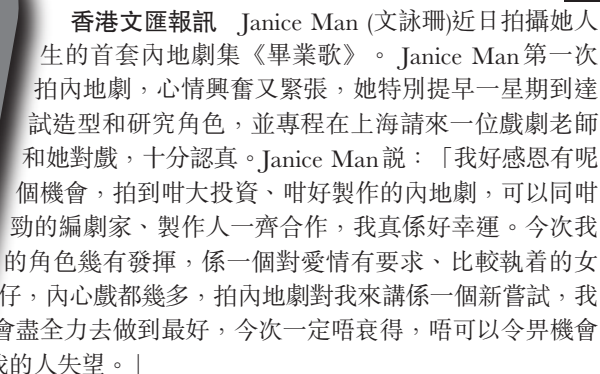 香港文匯報訊 Janice Man (文詠珊)近日拍攝她人
生的首套內地劇集《畢業歌》。Janice Man第一次
拍內地劇，心情興奮又緊張，她特別提早一星期到達
試造型和研究角色，並專程在上海請來一位戲劇老師
和她對戲，十分認真。Janice Man說：「我好感恩有呢
個機會，拍到咁大投資、咁好製作的內地劇，可以同咁
勁的編劇家、製作人一齊合作，我真係好幸運。今次我
的角色幾有發揮，係一個對愛情有要求、比較執着的女
仔，內心戲都幾多，拍內地劇對我來講係一個新嘗試，我
會盡全力去做到最好，今次一定唔衰得，唔可以令畀機會
我的人失望。」